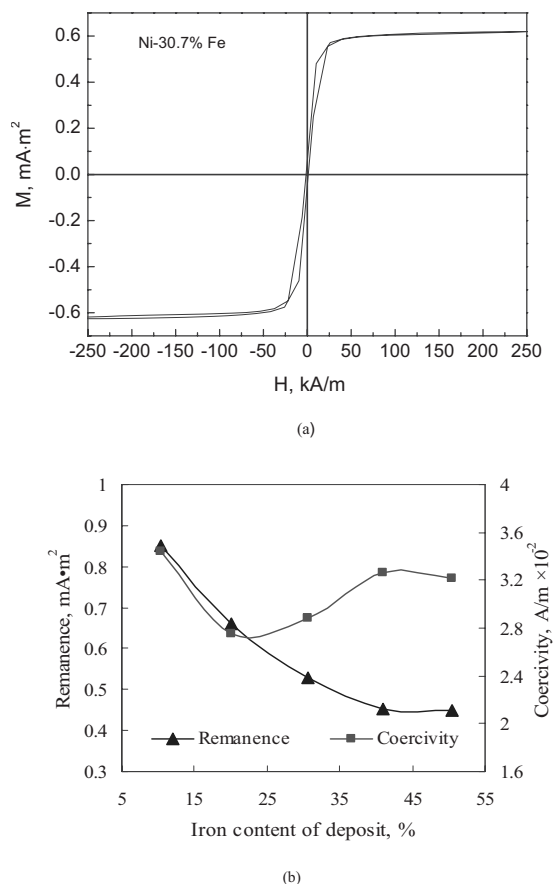 Ni-30.7% Fe
M, mA·m²
0.6
0.4
0.2
0.0
-0.2
-0.4
-0.6
-250 -200 -150 -100 -50 0 50 100 150 200 250
H, kA/m
(a)
Remanence, mA•m²
1
0.9
0.8
0.7
0.6
0.5
0.4
0.3
Remanence Coercivity
4
3.6
3.2
2.8
2.4
2
1.6
Coercivity, A/m ×10⁻²
5 15 25 35 45 55
Iron content of deposit, %
(b)